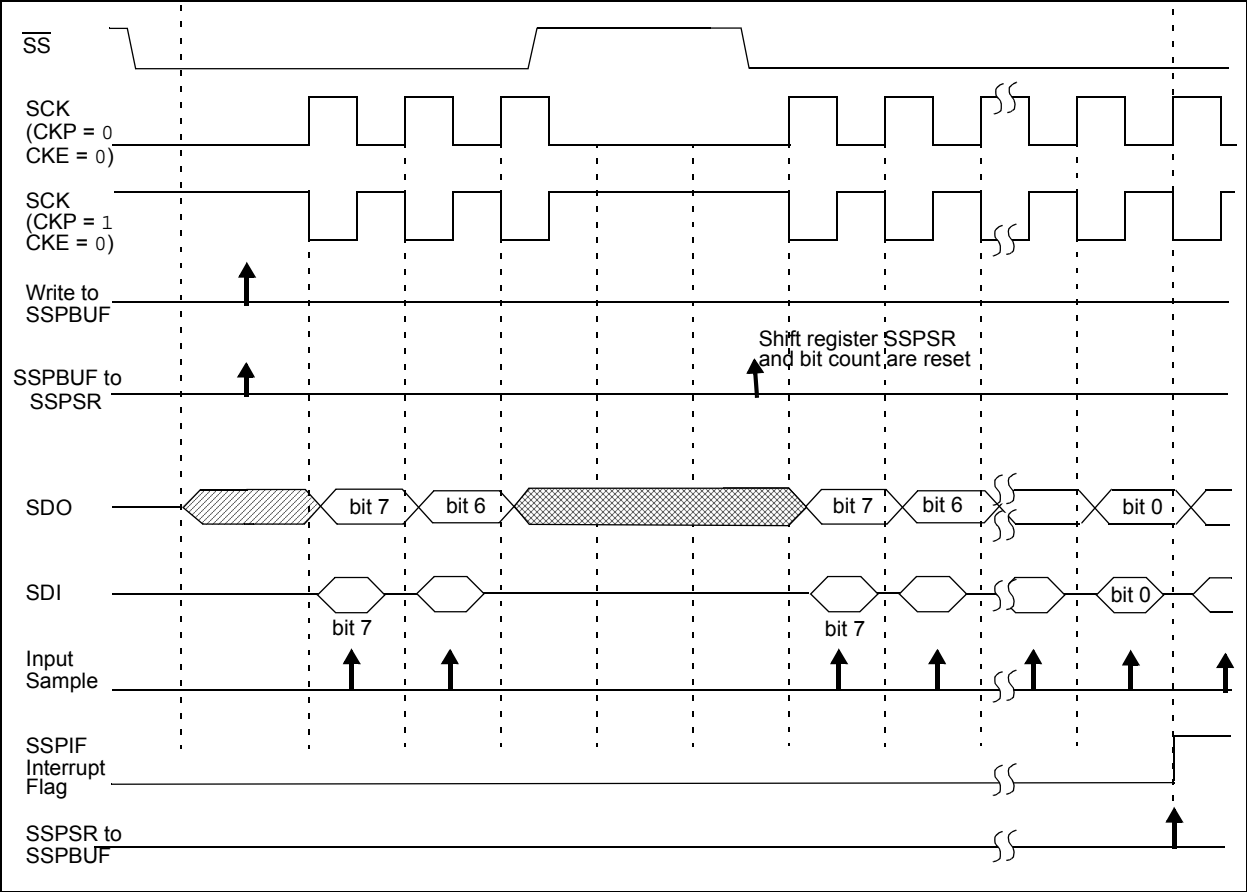 SS
SCK
(CKP = 0
CKE = 0)
SCK
(CKP = 1
CKE = 0)
Write to
SSPBUF
Shift register SSPSR
and bit count are reset
SSPBUF to
SSPSR
SDO
bit 7
bit 6
bit 7
bit 6
bit 0
SDI
bit 0
bit 7
bit 7
Input
Sample
SSPIF
Interrupt
Flag
SSPSR to
SSPBUF